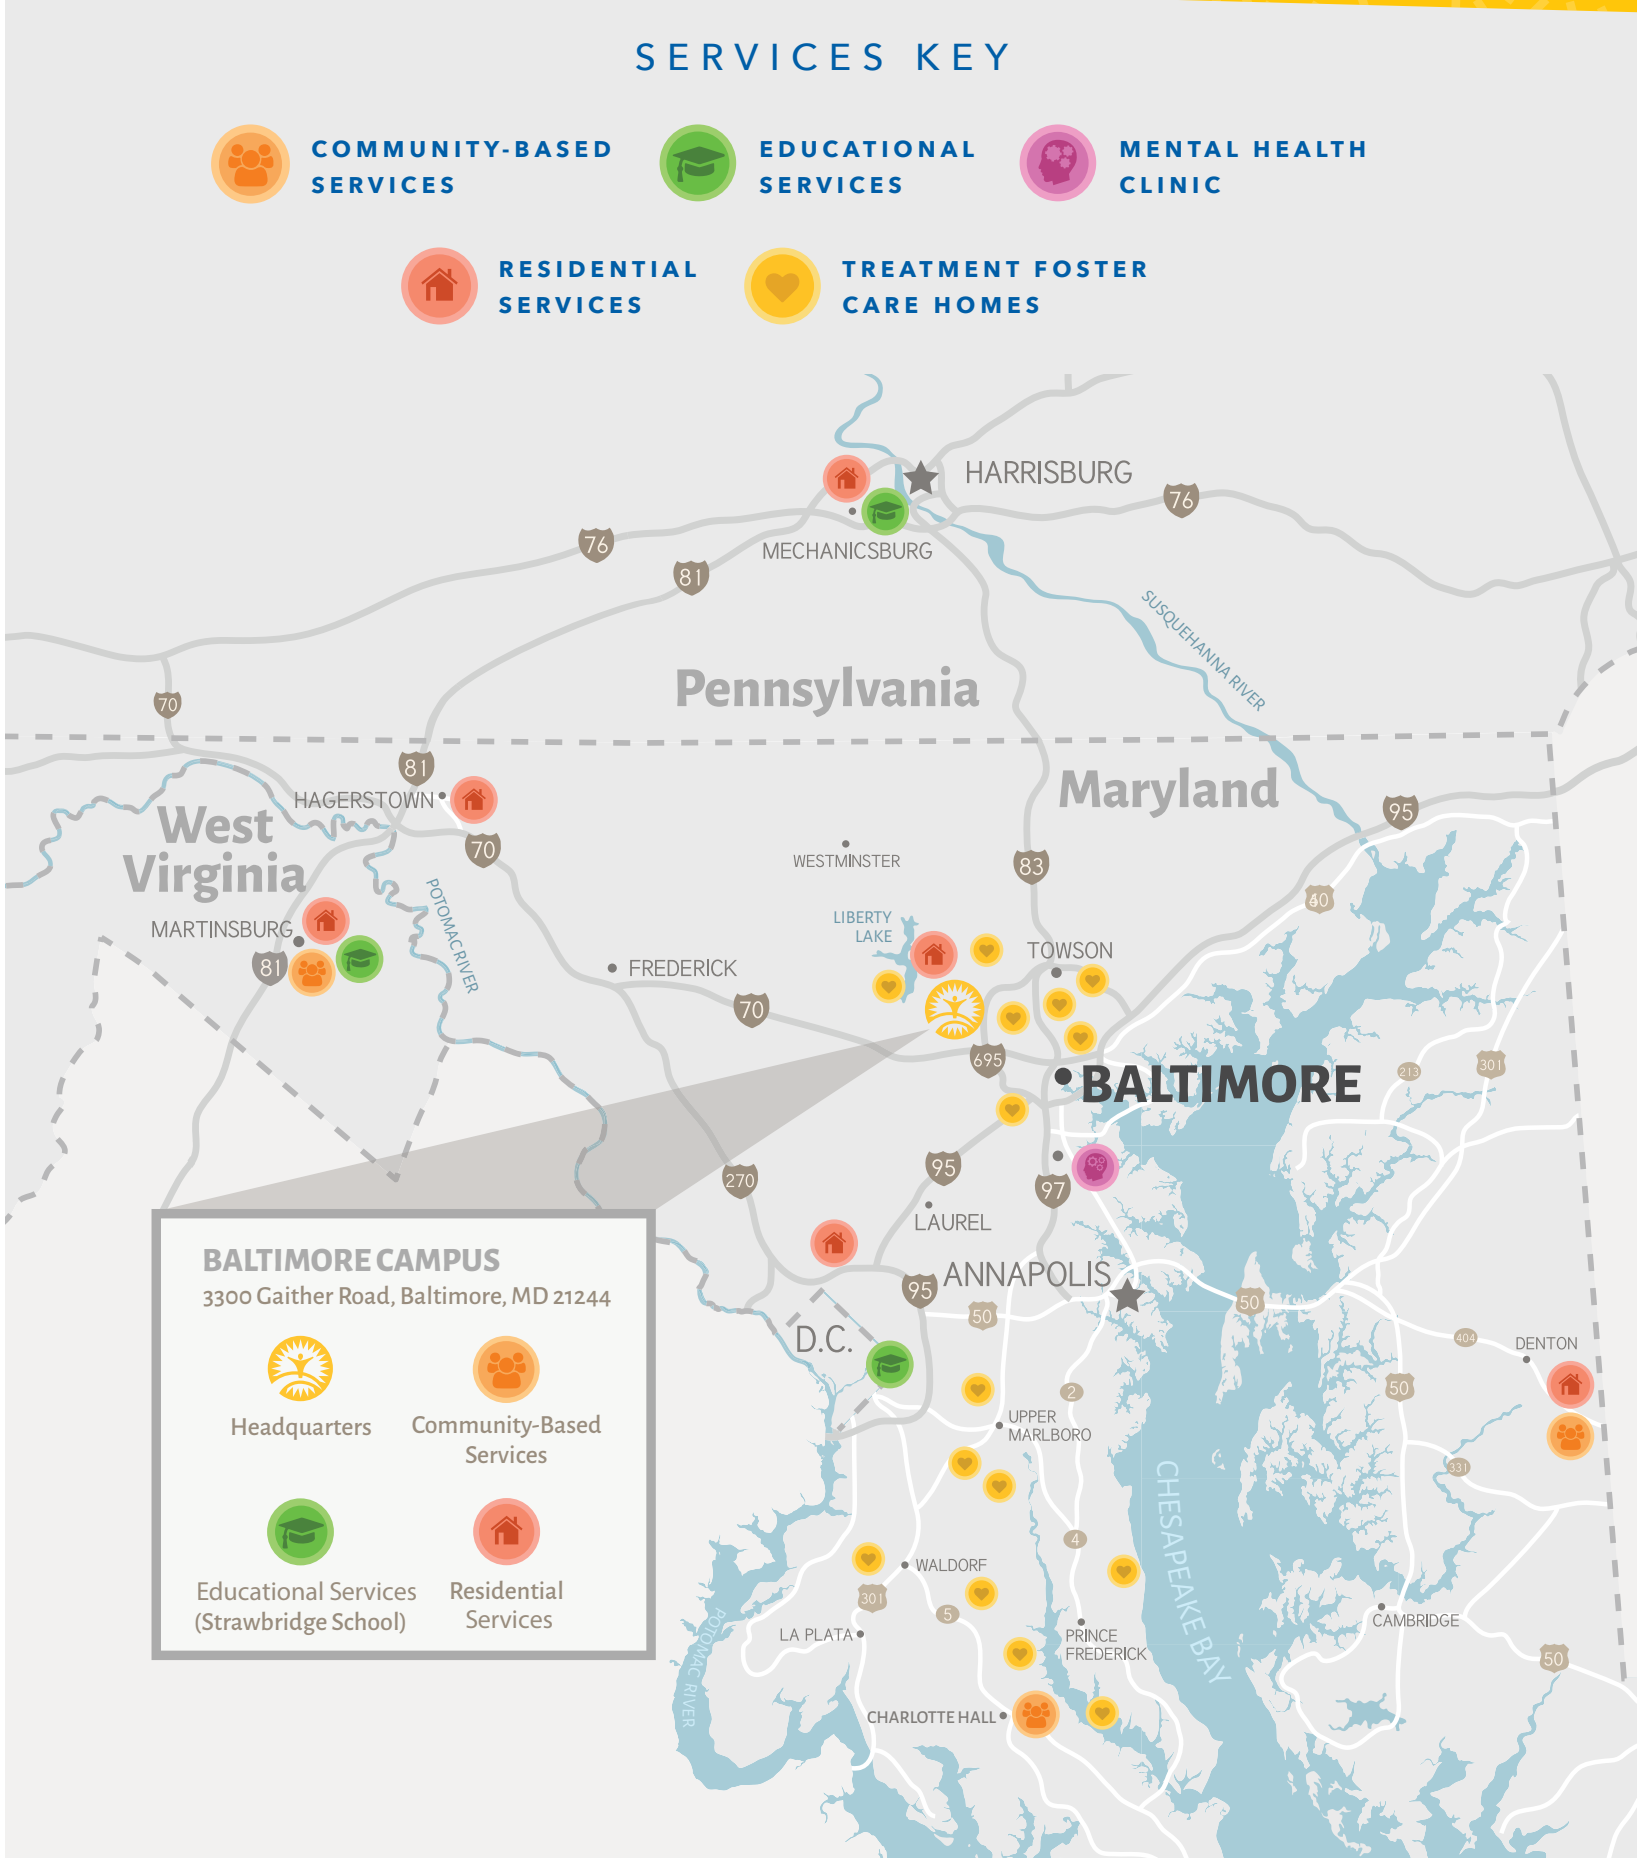 SERVICES KEY
COMMUNITY-BASED
SERVICES
EDUCATIONAL
SERVICES
MENTAL HEALTH
CLINIC
RESIDENTIAL
SERVICES
TREATMENT FOSTER
CARE HOMES
HARRISBURG
76
76
MECHANICSBURG
81
SUSQUEHANNA RIVER
Pennsylvania
70
81
Maryland
HAGERSTOWN
95
West
Virginia
70
WESTMINSTER
83
40
POTOMAC RIVER
LIBERTY
LAKE
MARTINSBURG
TOWSON
81
FREDERICK
70
695
301
213
BALTIMORE
95
270
97
LAUREL
ANNAPOLIS
95
50
50
D.C.
404
DENTON
50
2
UPPER
MARLBORO
331
CHESAPEAKE BAY
4
WALDORF
301
5
LA PLATA
PRINCE
FREDERICK
CAMBRIDGE
50
POTOMAC RIVER
CHARLOTTE HALL
BALTIMORE CAMPUS
3300 Gaither Road, Baltimore, MD 21244
Headquarters
Community-Based
Services
Educational Services
(Strawbridge School)
Residential
Services